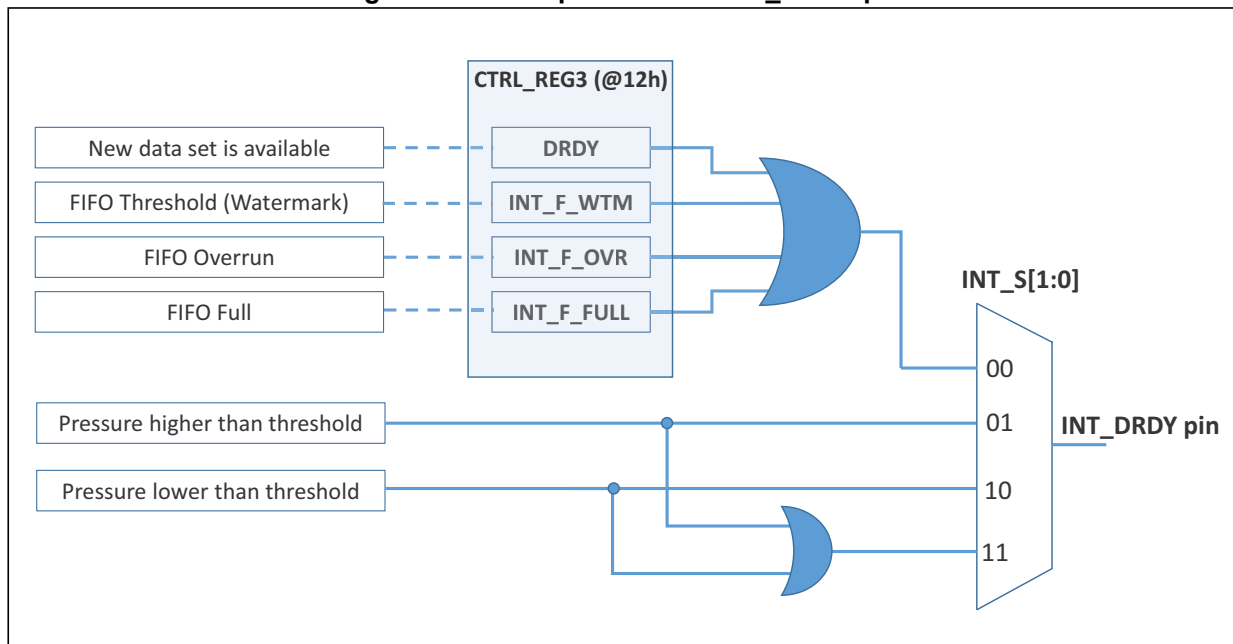 CTRL_REG3 (@12h)
New data set is available
DRDY
FIFO Threshold (Watermark)
INT_F_WTM
FIFO Overrun
INT_F_OVR
INT_S[1:0]
FIFO Full
INT_F_FULL
00
Pressure higher than threshold
01
INT_DRDY pin
Pressure lower than threshold
10
11